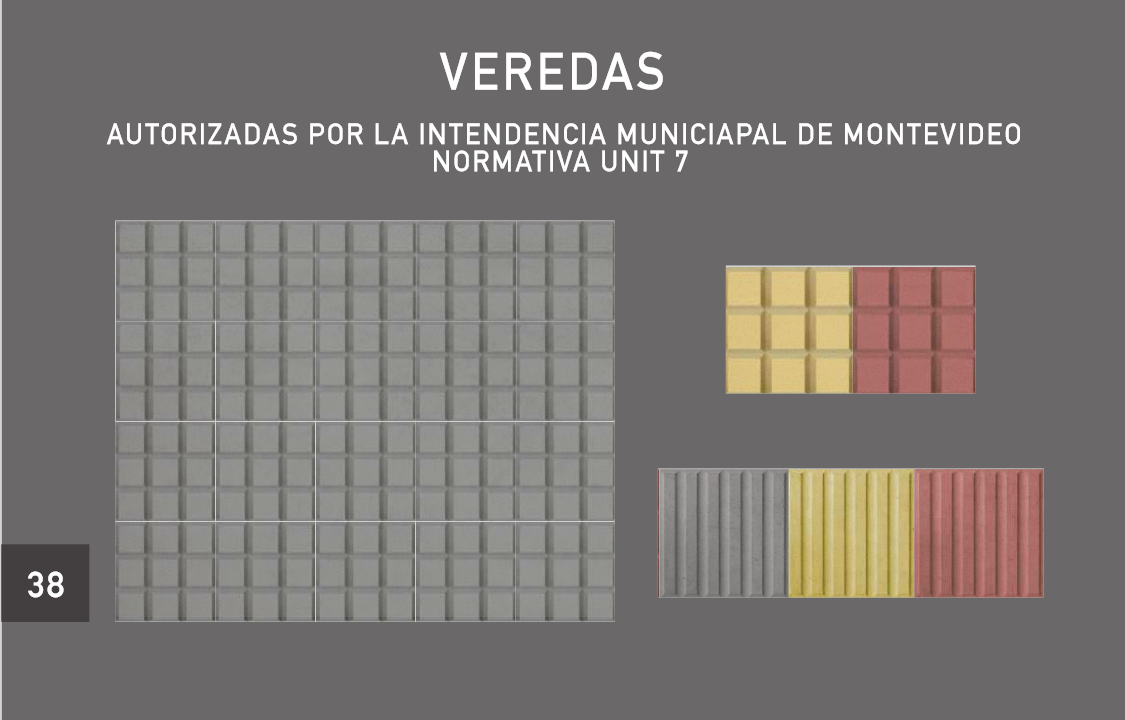 VEREDAS
AUTORIZADAS POR LA INTENDENCIA MUNICIAPAL DE MONTEVIDEO
NORMATIVA UNIT 7
38